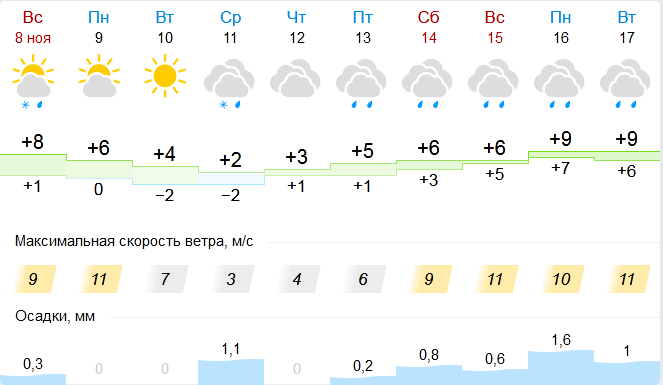 Вс Пн Вт Ср Чт Пт Сб Вс Пн Вт
8 ноя 9 10 11 12 13 14 15 16 17
+8 +6 +4 +2 +3 +5 +6 +6 +9 +9
+1 0 −2 −2 +1 +1 +3 +5 +7 +6
Максимальная скорость ветра, м/с
9 11 7 3 4 6 9 11 10 11
Осадки, мм
0,3 0 0 1,1 0 0,2 0,8 0,6 1,6 1